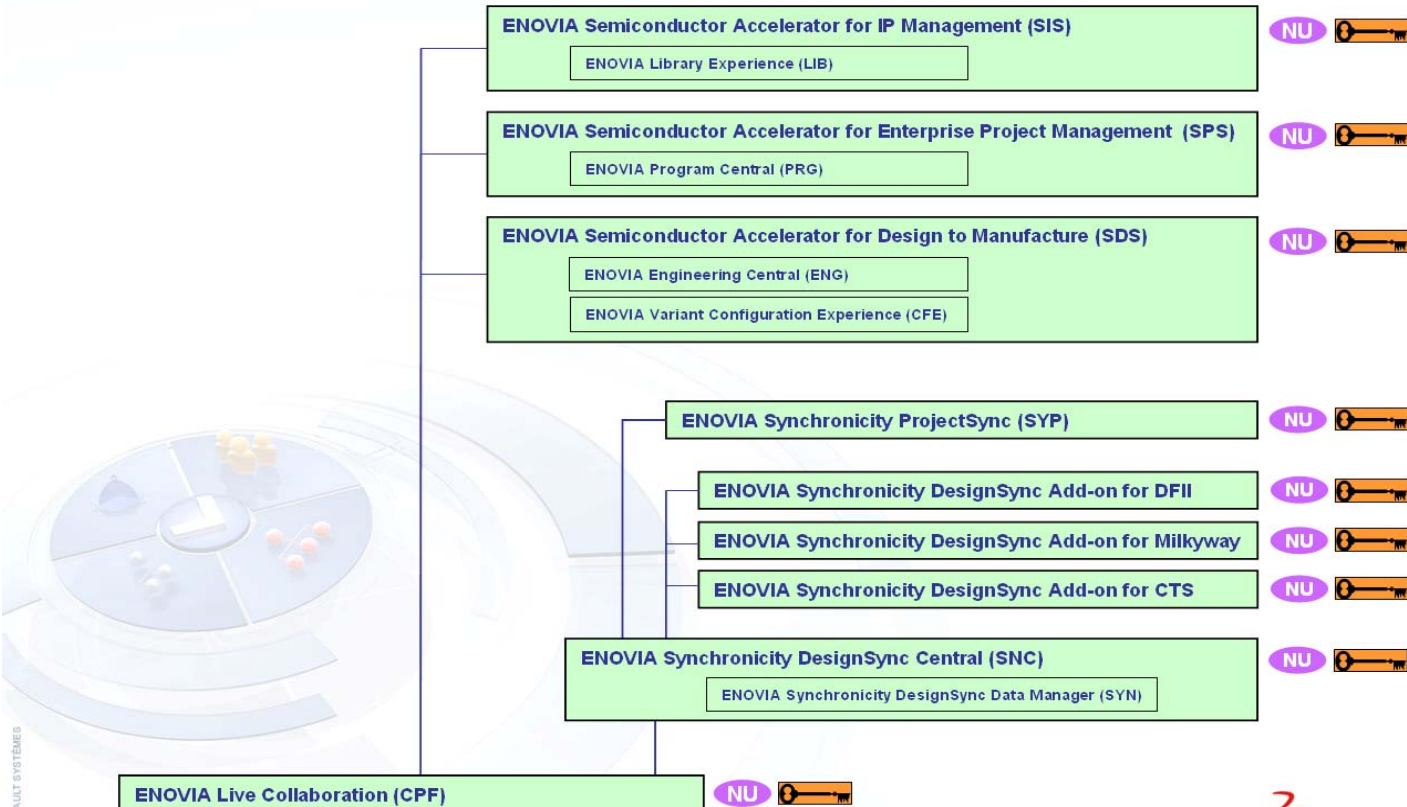 ENOVIA Semiconductor Accelerator for IP Management (SIS)
NU
ENOVIA Library Experience (LIB)
ENOVIA Semiconductor Accelerator for Enterprise Project Management (SPS)
NU
ENOVIA Program Central (PRG)
ENOVIA Semiconductor Accelerator for Design to Manufacture (SDS)
NU
ENOVIA Engineering Central (ENG)
ENOVIA Variant Configuration Experience (CFE)
ENOVIA Synchronicity ProjectSync (SYP)
NU
ENOVIA Synchronicity DesignSync Add-on for DFII
NU
ENOVIA Synchronicity DesignSync Add-on for Milkyway
NU
ENOVIA Synchronicity DesignSync Add-on for CTS
NU
ENOVIA Synchronicity DesignSync Central (SNC)
NU
ENOVIA Synchronicity DesignSync Data Manager (SYN)
SYSTÈMES
ENOVIA Live Collaboration (CPF)
NU